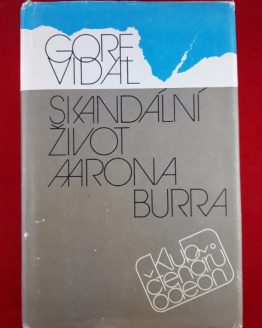 GORE
VIDAL
SKANDÁLNÍ
ŽIVOT
AARONA
BURRA
Klub
čtenářů
odeon